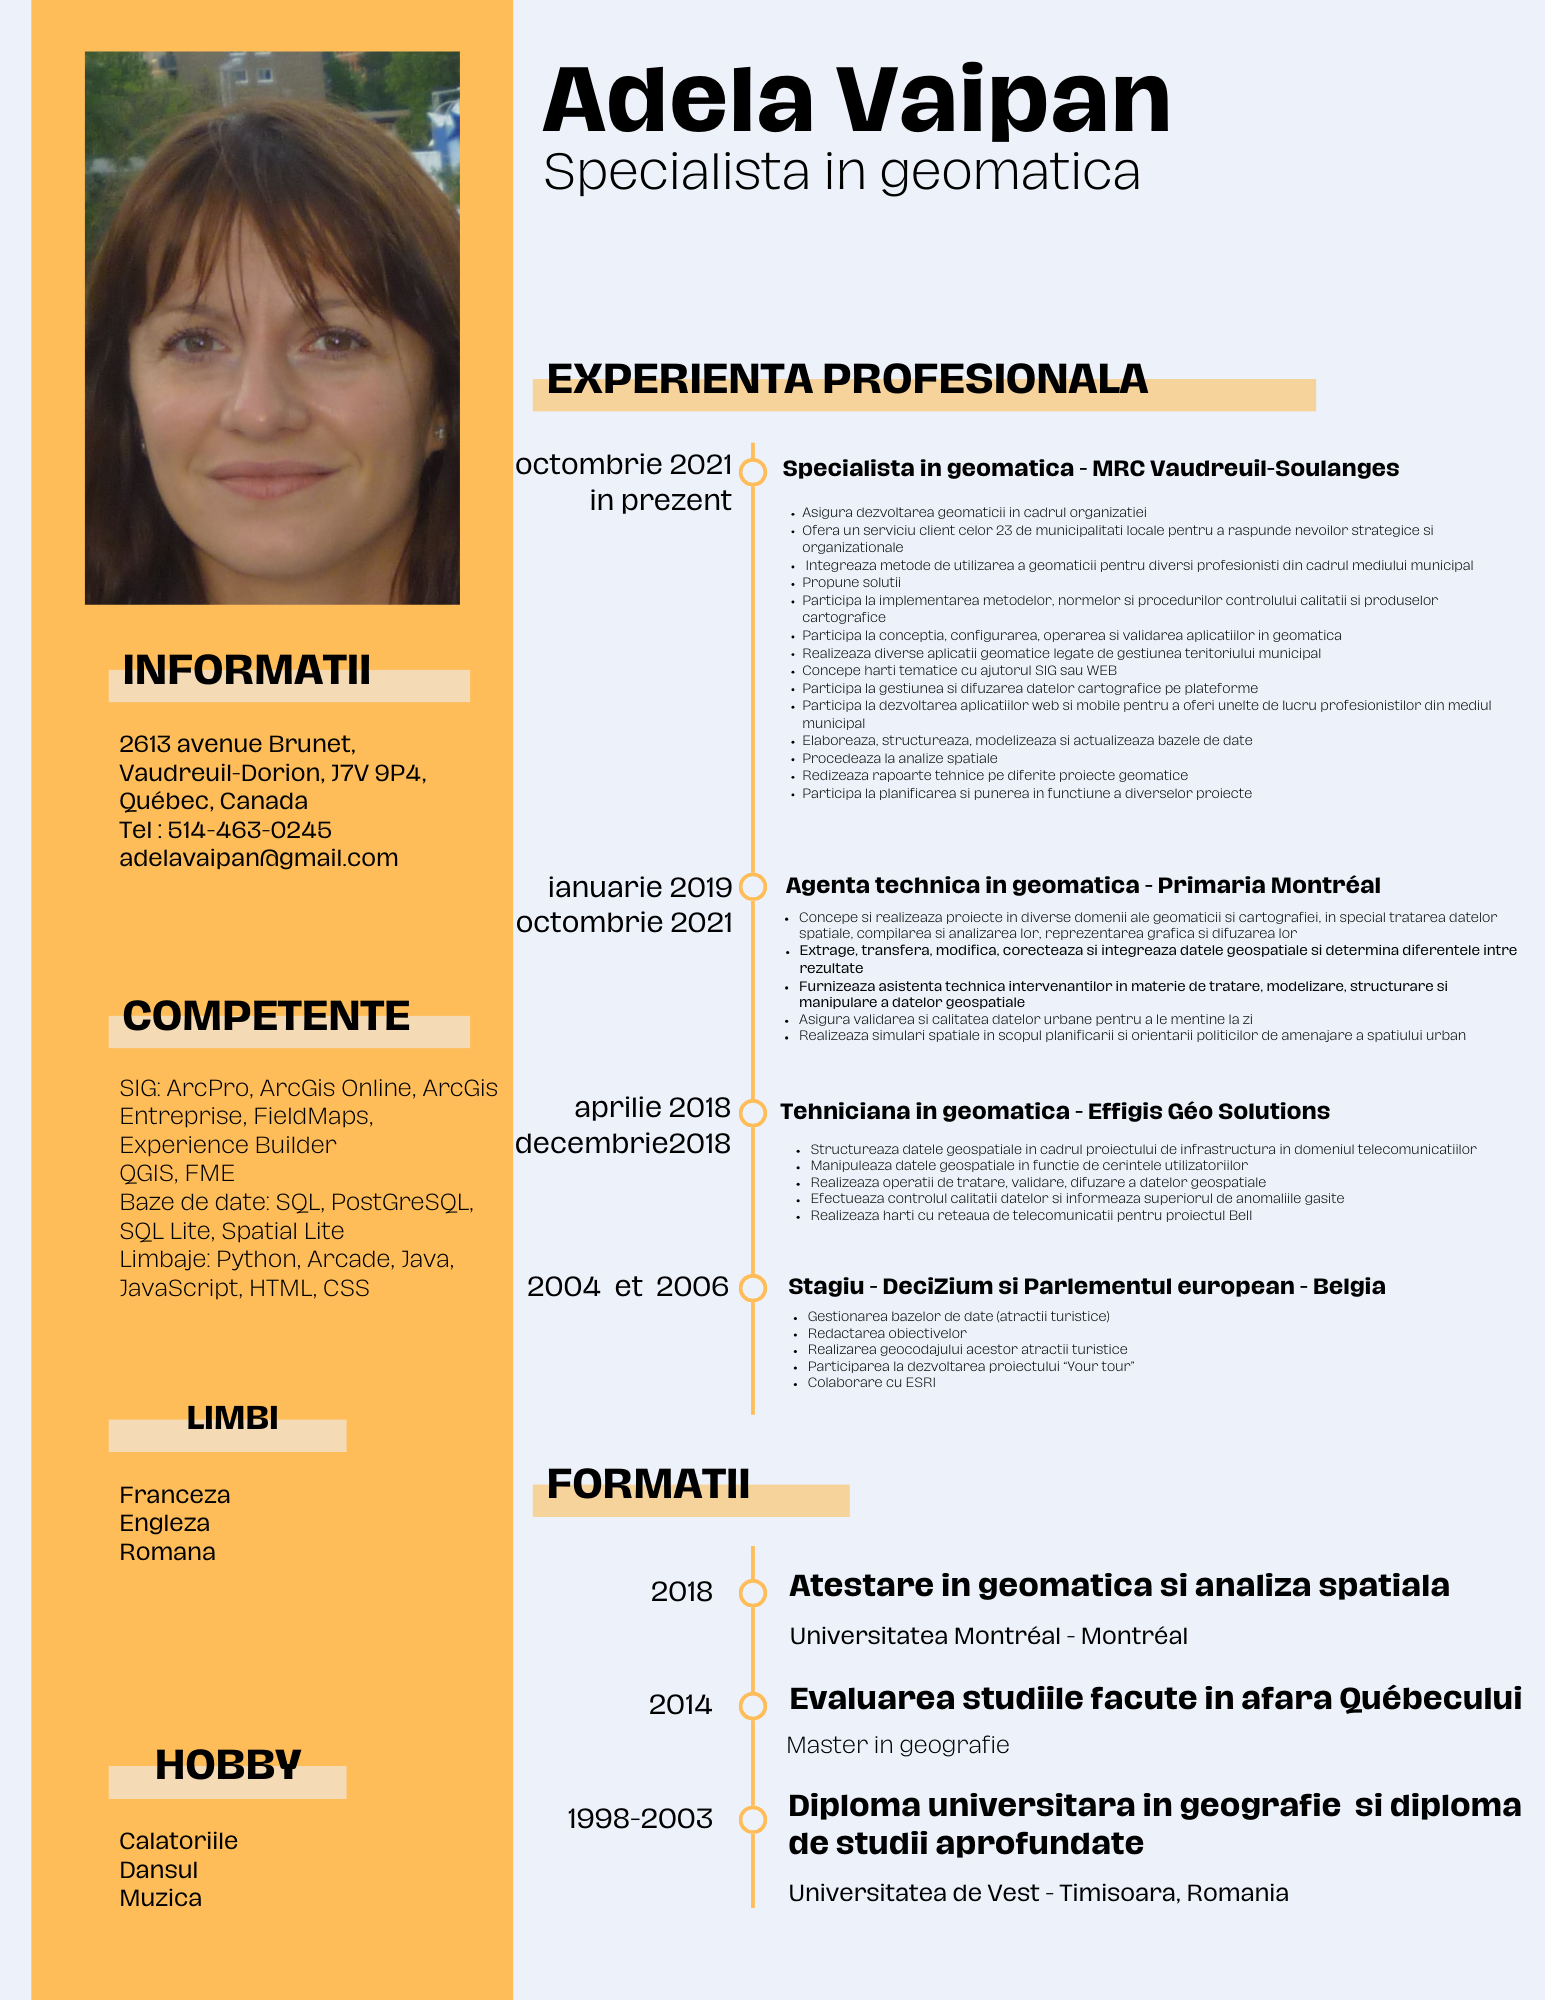 Adela Vaipan
Specialista in geomatica
INFORMATII
2613 avenue Brunet,
Vaudreuil-Dorion, J7V 9P4,
Québec, Canada
Tel : 514-463-0245
adelavaipan@gmail.com
COMPETENTE
SIG: ArcPro, ArcGis Online, ArcGis
Entreprise, FieldMaps,
Experience Builder
QGIS, FME
Baze de date: SQL, PostGreSQL,
SQL Lite, Spatial Lite
Limbaje: Python, Arcade, Java,
JavaScript, HTML, CSS
LIMBI
Franceza
Engleza
Romana
HOBBY
Calatoriile
Dansul
Muzica
EXPERIENTA PROFESIONALA
octombrie 2021
in prezent
Specialista in geomatica - MRC Vaudreuil-Soulanges
• Asigura dezvoltarea geomaticii in cadrul organizatiei
• Ofera un serviciu client celor 23 de municipalitati locale pentru a raspunde nevoilor strategice si
organizationale
• Integreaza metode de utilizarea a geomaticii pentru diversi profesionisti din cadrul mediului municipal
• Propune solutii
• Participa la implementarea metodelor, normelor si procedurilor controlului calitatii si produselor
cartografice
• Participa la conceptia, configurarea, operarea si validarea aplicatiilor in geomatica
• Realizeaza diverse aplicatii geomatice legate de gestiunea teritoriului municipal
• Concepe harti tematice cu ajutorul SIG sau WEB
• Participa la gestiunea si difuzarea datelor cartografice pe plateforme
• Participa la dezvoltarea aplicatiilor web si mobile pentru a oferi unelte de lucru profesionistilor din mediul
municipal
• Elaboreaza, structureaza, modelizeaza si actualizeaza bazele de date
• Procedeaza la analize spatiale
• Redizeaza rapoarte tehnice pe diferite proiecte geomatice
• Participa la planificarea si punerea in functiune a diverselor proiecte
ianuarie 2019
octombrie 2021
Agenta technica in geomatica - Primaria Montréal
• Concepe si realizeaza proiecte in diverse domenii ale geomaticii si cartografiei, in special tratarea datelor
spatiale, compilarea si analizarea lor, reprezentarea grafica si difuzarea lor
• Extrage, transfera, modifica, corecteaza si integreaza datele geospatiale si determina diferentele intre
rezultate
• Furnizeaza asistenta technica intervenantilor in materie de tratare, modelizare, structurare si
manipulare a datelor geospatiale
• Asigura validarea si calitatea datelor urbane pentru a le mentine la zi
• Realizeaza simulari spatiale in scopul planificarii si orientarii politicilor de amenajare a spatiului urban
aprilie 2018
decembrie2018
Tehniciana in geomatica - Effigis Géo Solutions
• Structureaza datele geospatiale in cadrul proiectului de infrastructura in domeniul telecomunicatiilor
• Manipuleaza datele geospatiale in functie de cerintele utilizatoriilor
• Realizeaza operatii de tratare, validare, difuzare a datelor geospatiale
• Efectueaza controlul calitatii datelor si informeaza superiorul de anomaliile gasite
• Realizeaza harti cu reteaua de telecomunicatii pentru proiectul Bell
2004 et 2006
Stagiu - DeciZium si Parlementul european - Belgia
• Gestionarea bazelor de date (atractii turistice)
• Redactarea obiectivelor
• Realizarea geocodajului acestor atractii turistice
• Participarea la dezvoltarea proiectului “Your tour”
• Colaborare cu ESRI
FORMATII
2018
Atestare in geomatica si analiza spatiala
Universitatea Montréal - Montréal
2014
Evaluarea studiile facute in afara Québecului
Master in geografie
1998-2003
Diploma universitara in geografie si diploma
de studii aprofundate
Universitatea de Vest - Timisoara, Romania